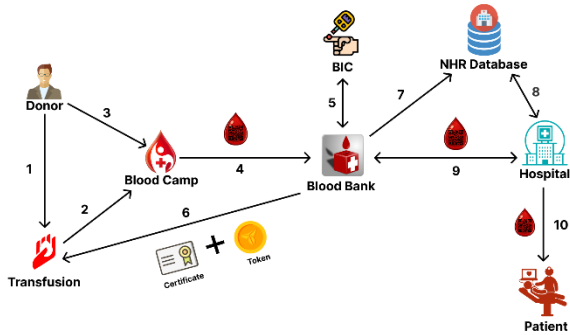 BIC
NHR Database
Donor
3
5
7
8
1
Blood Camp
4
Blood Bank
9
Hospital
2
6
10
Transfusion
Certificate
Token
Patient